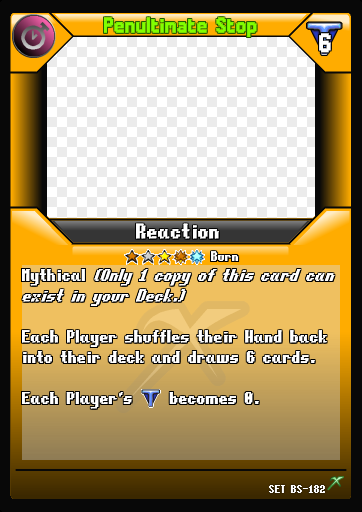 Penultimate Stop
6
Reaction
Burn
Mythical (Only 1 copy of this card can
exist in your Deck.)
Each Player shuffles their Hand back
into their deck and draws 6 cards.
Each Player's becomes 0.
SET BS-182